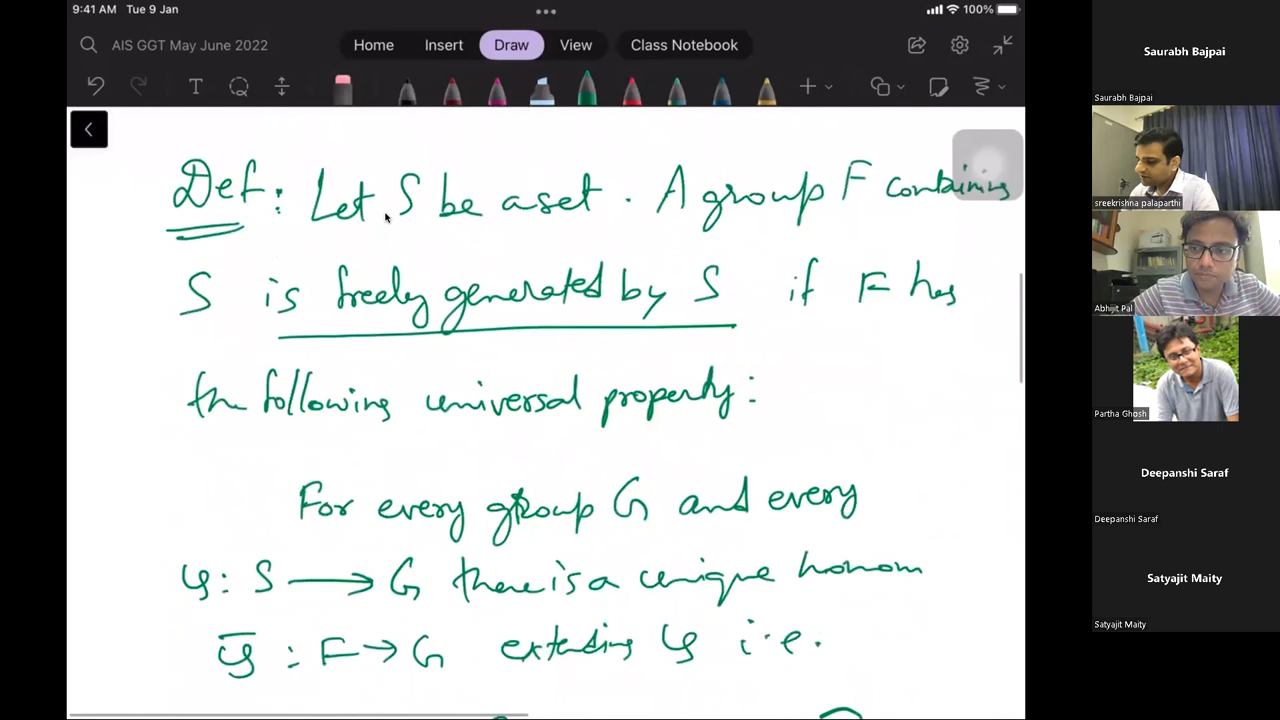 9:41 AM Tue 9 Jan
100%
AIS GGT May June 2022
Home Insert Draw View Class Notebook
Def: Let S be a set. A group F containing
S is freely generated by S if F has
the following universal property:
For every group G and every
φ: S → G there is a unique homom
φ̄ : F → G extending φ i.e.
Saurabh Bajpai
Saurabh Bajpai
sreekrishna palaparthi
Abhijit Pal
Partha Ghosh
Deepanshi Saraf
Deepanshi Saraf
Satyajit Maity
Satyajit Maity